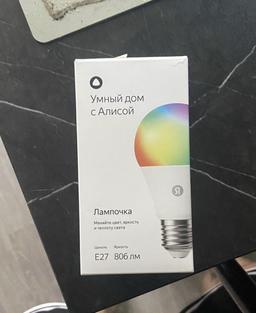 Умный дом
с Алисой
Я
Лампочка
Меняйте цвет, яркость
и теплоту света
Цоколь Яркость
E27 806 лм